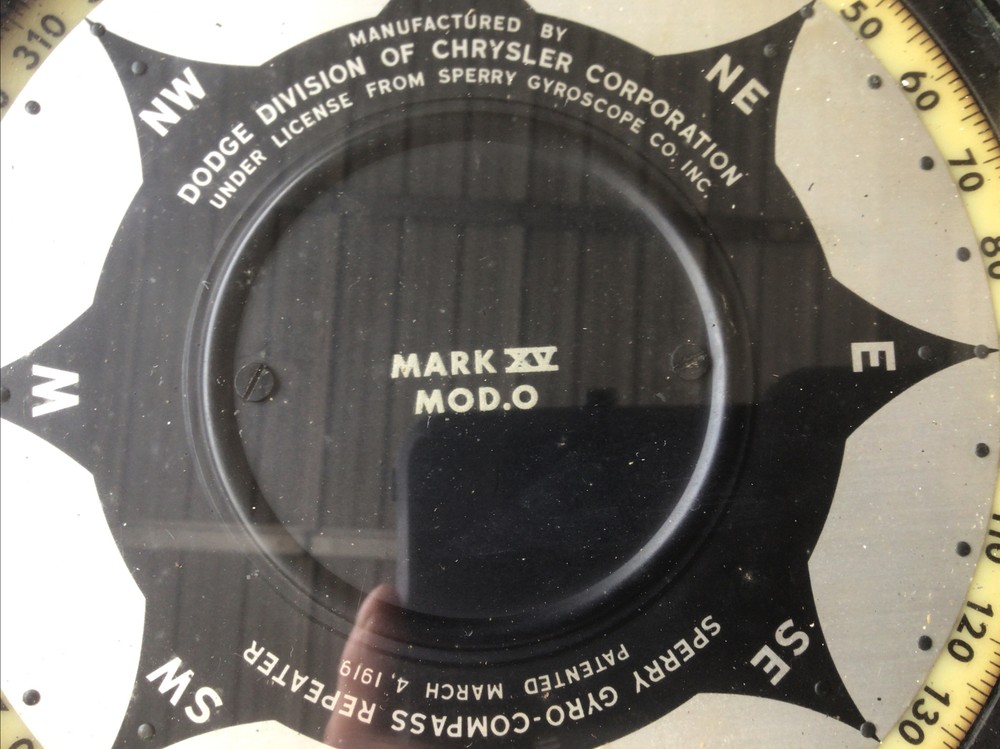 MANUFACTURED BY
DODGE DIVISION OF CHRYSLER CORPORATION
UNDER LICENSE FROM SPERRY GYROSCOPE CO. INC.
NW
NE
W
E
SW
SE
MARK XV
MOD.O
SPERRY GYRO-COMPASS REPEATER
PATENTED MARCH 4, 1919
310
50
60
70
80
120
130